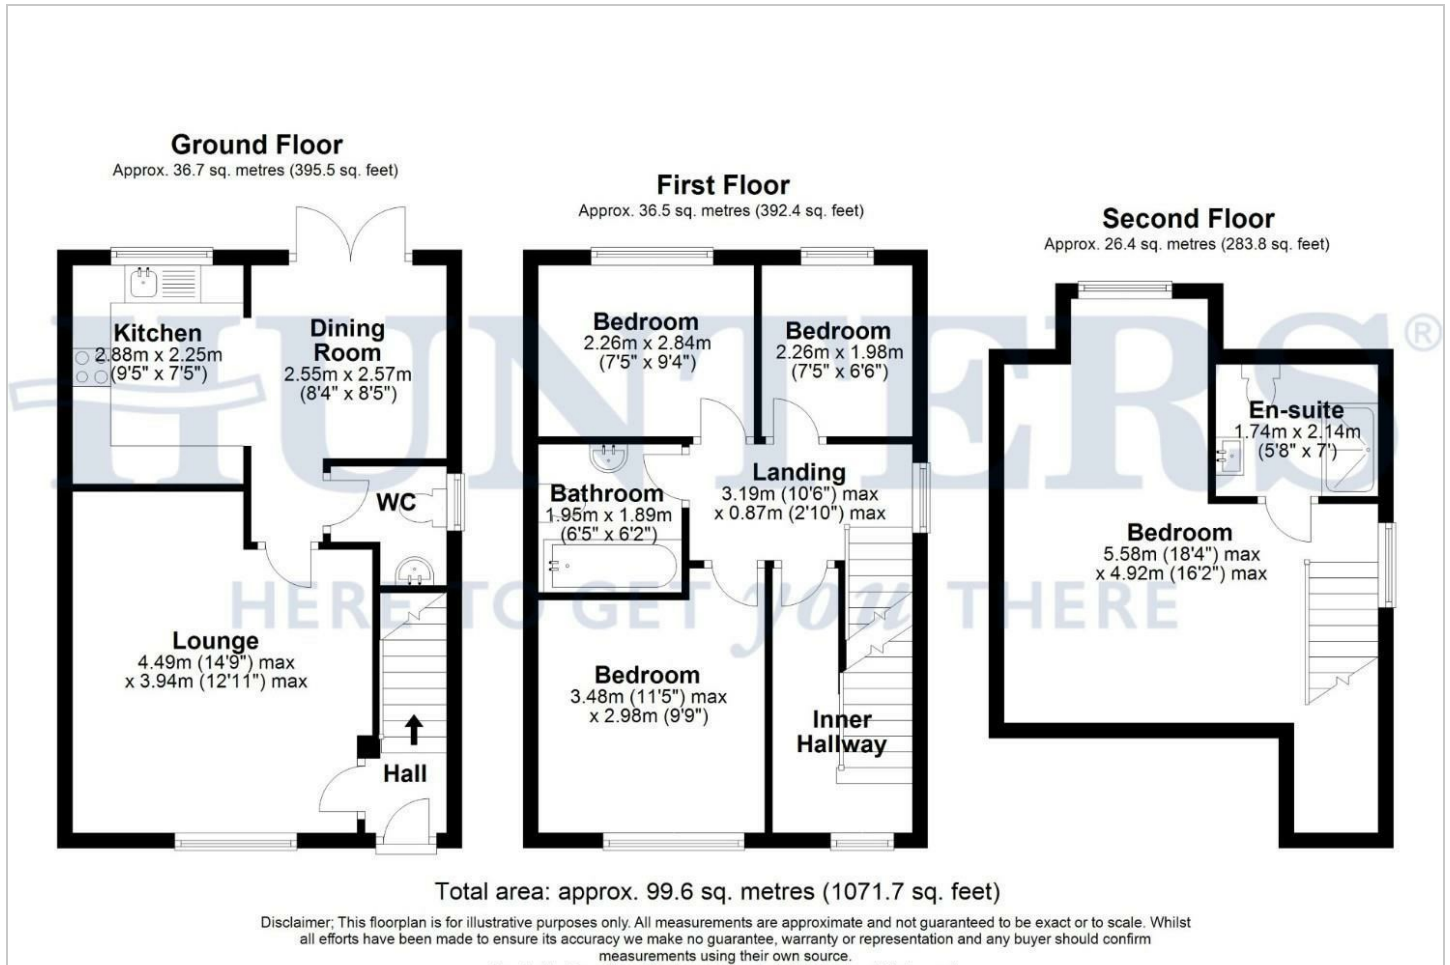 Ground Floor
Approx. 36.7 sq. metres (395.5 sq. feet)
Kitchen
2.88m x 2.25m
(9'5" x 7'5")
Dining
Room
2.55m x 2.57m
(8'4" x 8'5")
WC
Lounge
4.49m (14'9") max
x 3.94m (12'11") max
Hall
First Floor
Approx. 36.5 sq. metres (392.4 sq. feet)
Bedroom
2.26m x 2.84m
(7'5" x 9'4")
Bedroom
2.26m x 1.98m
(7'5" x 6'6")
Bathroom
1.95m x 1.89m
(6'5" x 6'2")
Landing
3.19m (10'6") max
x 0.87m (2'10") max
Bedroom
3.48m (11'5") max
x 2.98m (9'9")
Inner
Hallway
Second Floor
Approx. 26.4 sq. metres (283.8 sq. feet)
En-suite
1.74m x 2.14m
(5'8" x 7')
Bedroom
5.58m (18'4") max
x 4.92m (16'2") max
HUNTERS®
HERE TO GET you THERE
Total area: approx. 99.6 sq. metres (1071.7 sq. feet)
Disclaimer; This floorplan is for illustrative purposes only. All measurements are approximate and not guaranteed to be exact or to scale. Whilst
all efforts have been made to ensure its accuracy we make no guarantee, warranty or representation and any buyer should confirm
measurements using their own source.